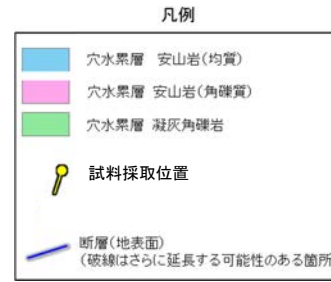 凡例
穴水累層 安山岩(均質)
穴水累層 安山岩(角礫質)
穴水累層 凝灰角礫岩
試料採取位置
断層(地表面)
(破線はさらに延長する可能性のある箇所